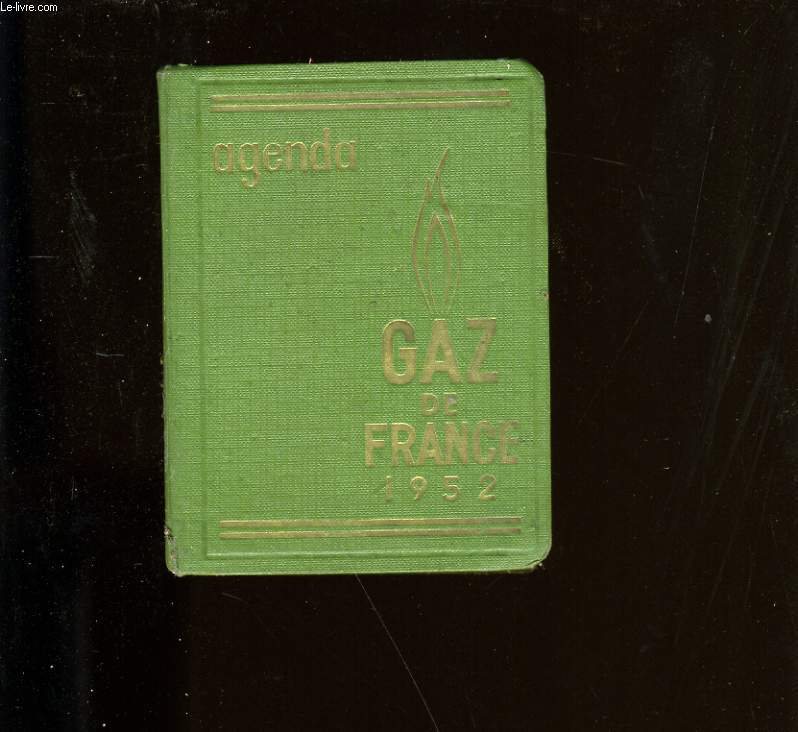 Le-livre.com
agenda
GAZ
DE
FRANCE
1952